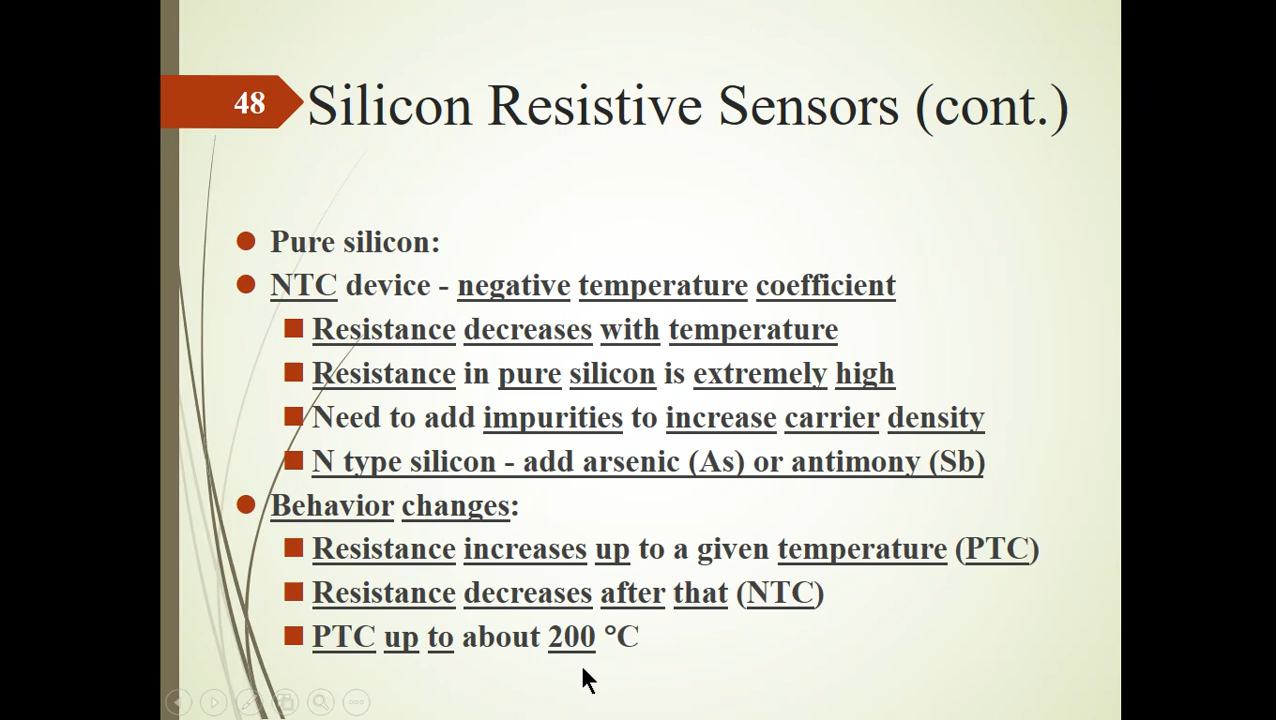 48
Silicon Resistive Sensors (cont.)
Pure silicon:
NTC device - negative temperature coefficient
Resistance decreases with temperature
Resistance in pure silicon is extremely high
Need to add impurities to increase carrier density
N type silicon - add arsenic (As) or antimony (Sb)
Behavior changes:
Resistance increases up to a given temperature (PTC)
Resistance decreases after that (NTC)
PTC up to about 200 °C